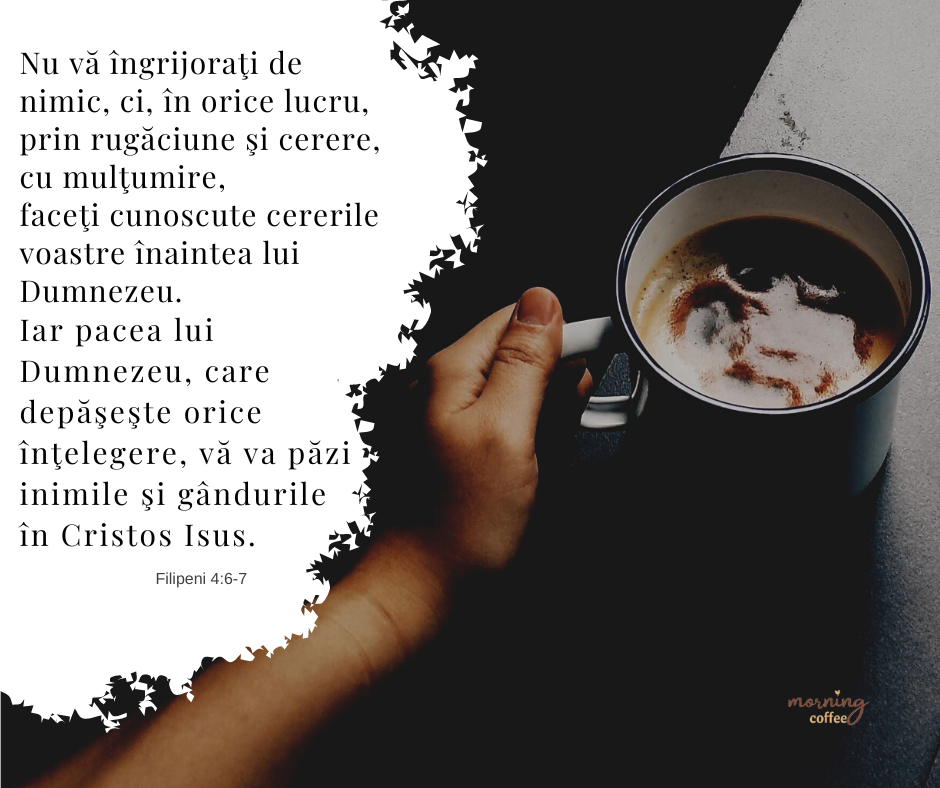 Nu vă îngrijoraţi de
nimic, ci, în orice lucru,
prin rugăciune şi cerere,
cu mulţumire,
faceţi cunoscute cererile
voastre înaintea lui
Dumnezeu.
Iar pacea lui
Dumnezeu, care
depăşeşte orice
înţelegere, vă va păzi
inimile şi gândurile
în Cristos Isus.
Filipeni 4:6-7
morning
coffee